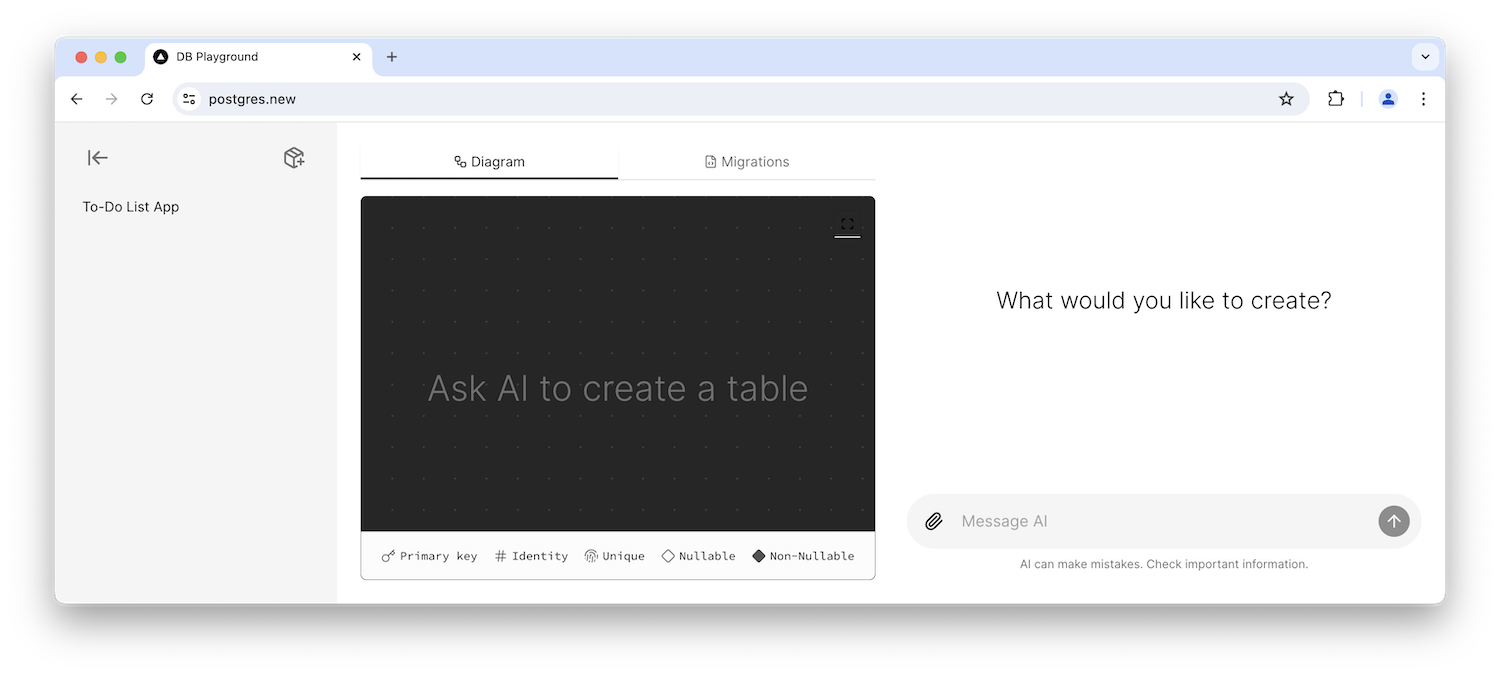 DB Playground
postgres.new
To-Do List App
Diagram
Migrations
Ask AI to create a table
Primary key
Identity
Unique
Nullable
Non-Nullable
What would you like to create?
Message AI
AI can make mistakes. Check important information.